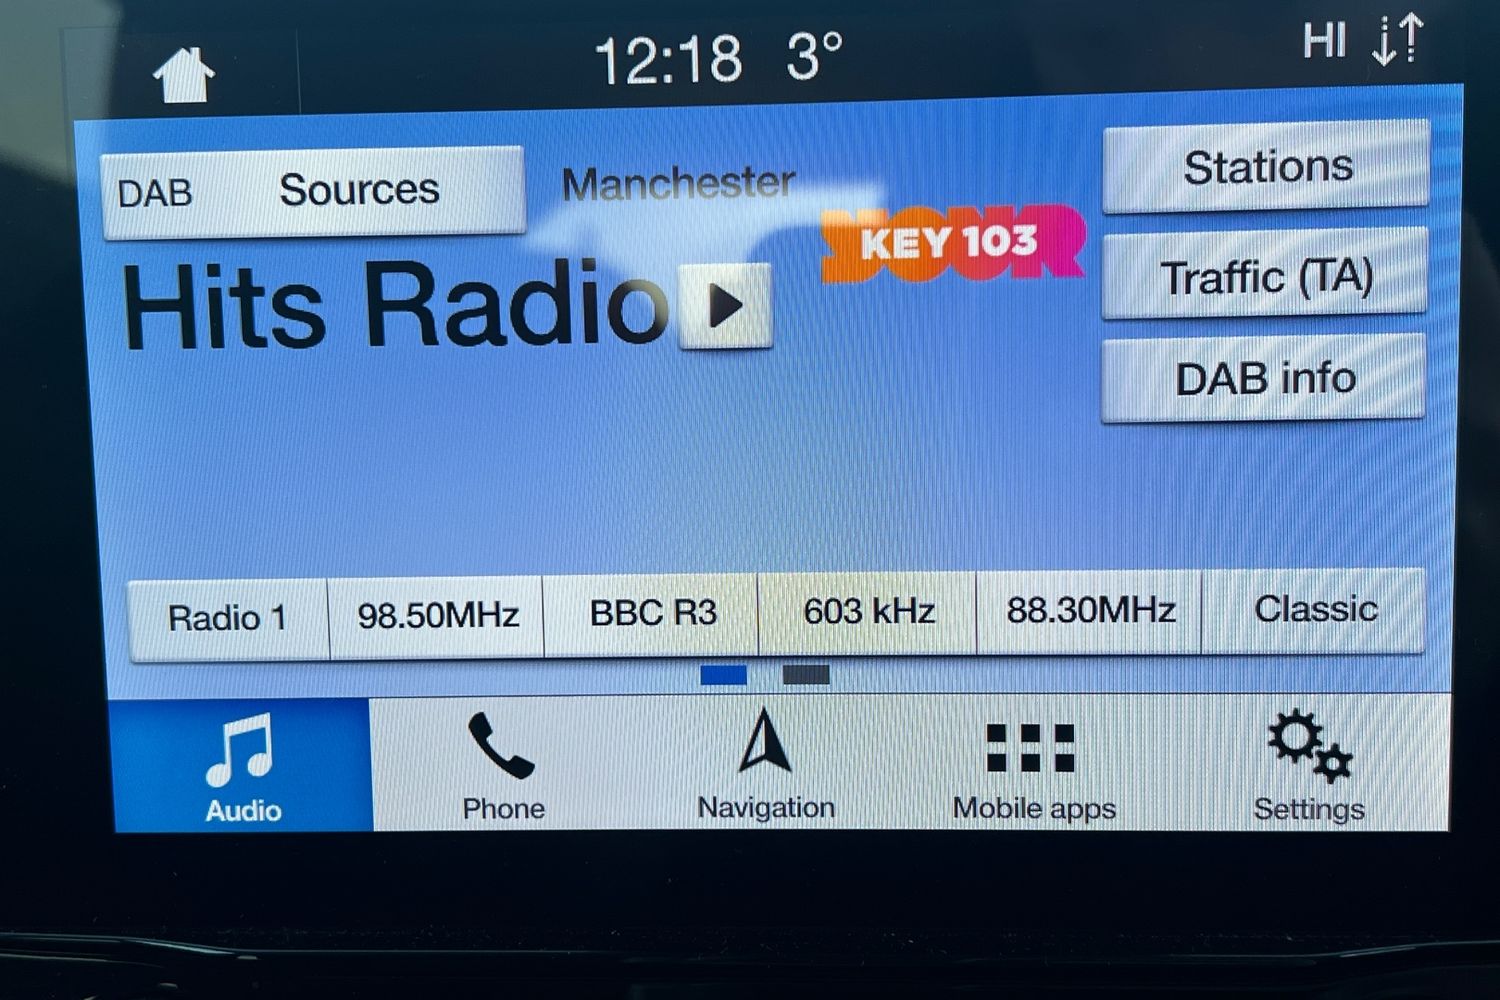 12:18 3°
HI
DAB Sources
Manchester
KEY 103
Stations
Hits Radio
Traffic (TA)
DAB info
Radio 1
98.50MHz
BBC R3
603 kHz
88.30MHz
Classic
Audio
Phone
Navigation
Mobile apps
Settings